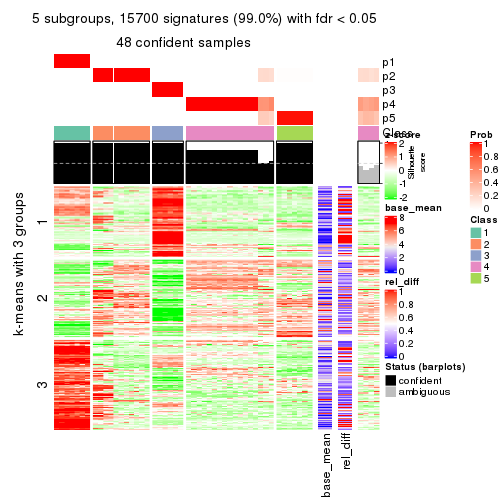 5 subgroups, 15700 signatures (99.0%) with fdr < 0.05
48 confident samples
p1
p2
p3
p4
p5
Class
z-score
2
1
0
-1
-2
Silhouette
score
base_mean
8
6
4
2
0
rel_diff
1
0.8
0.6
0.4
0.2
0
Status (barplots)
confident
ambiguous
Prob
1
0.8
0.6
0.4
0.2
0
Class
1
2
3
4
5
k-means with 3 groups
1
2
3
base_mean
rel_diff